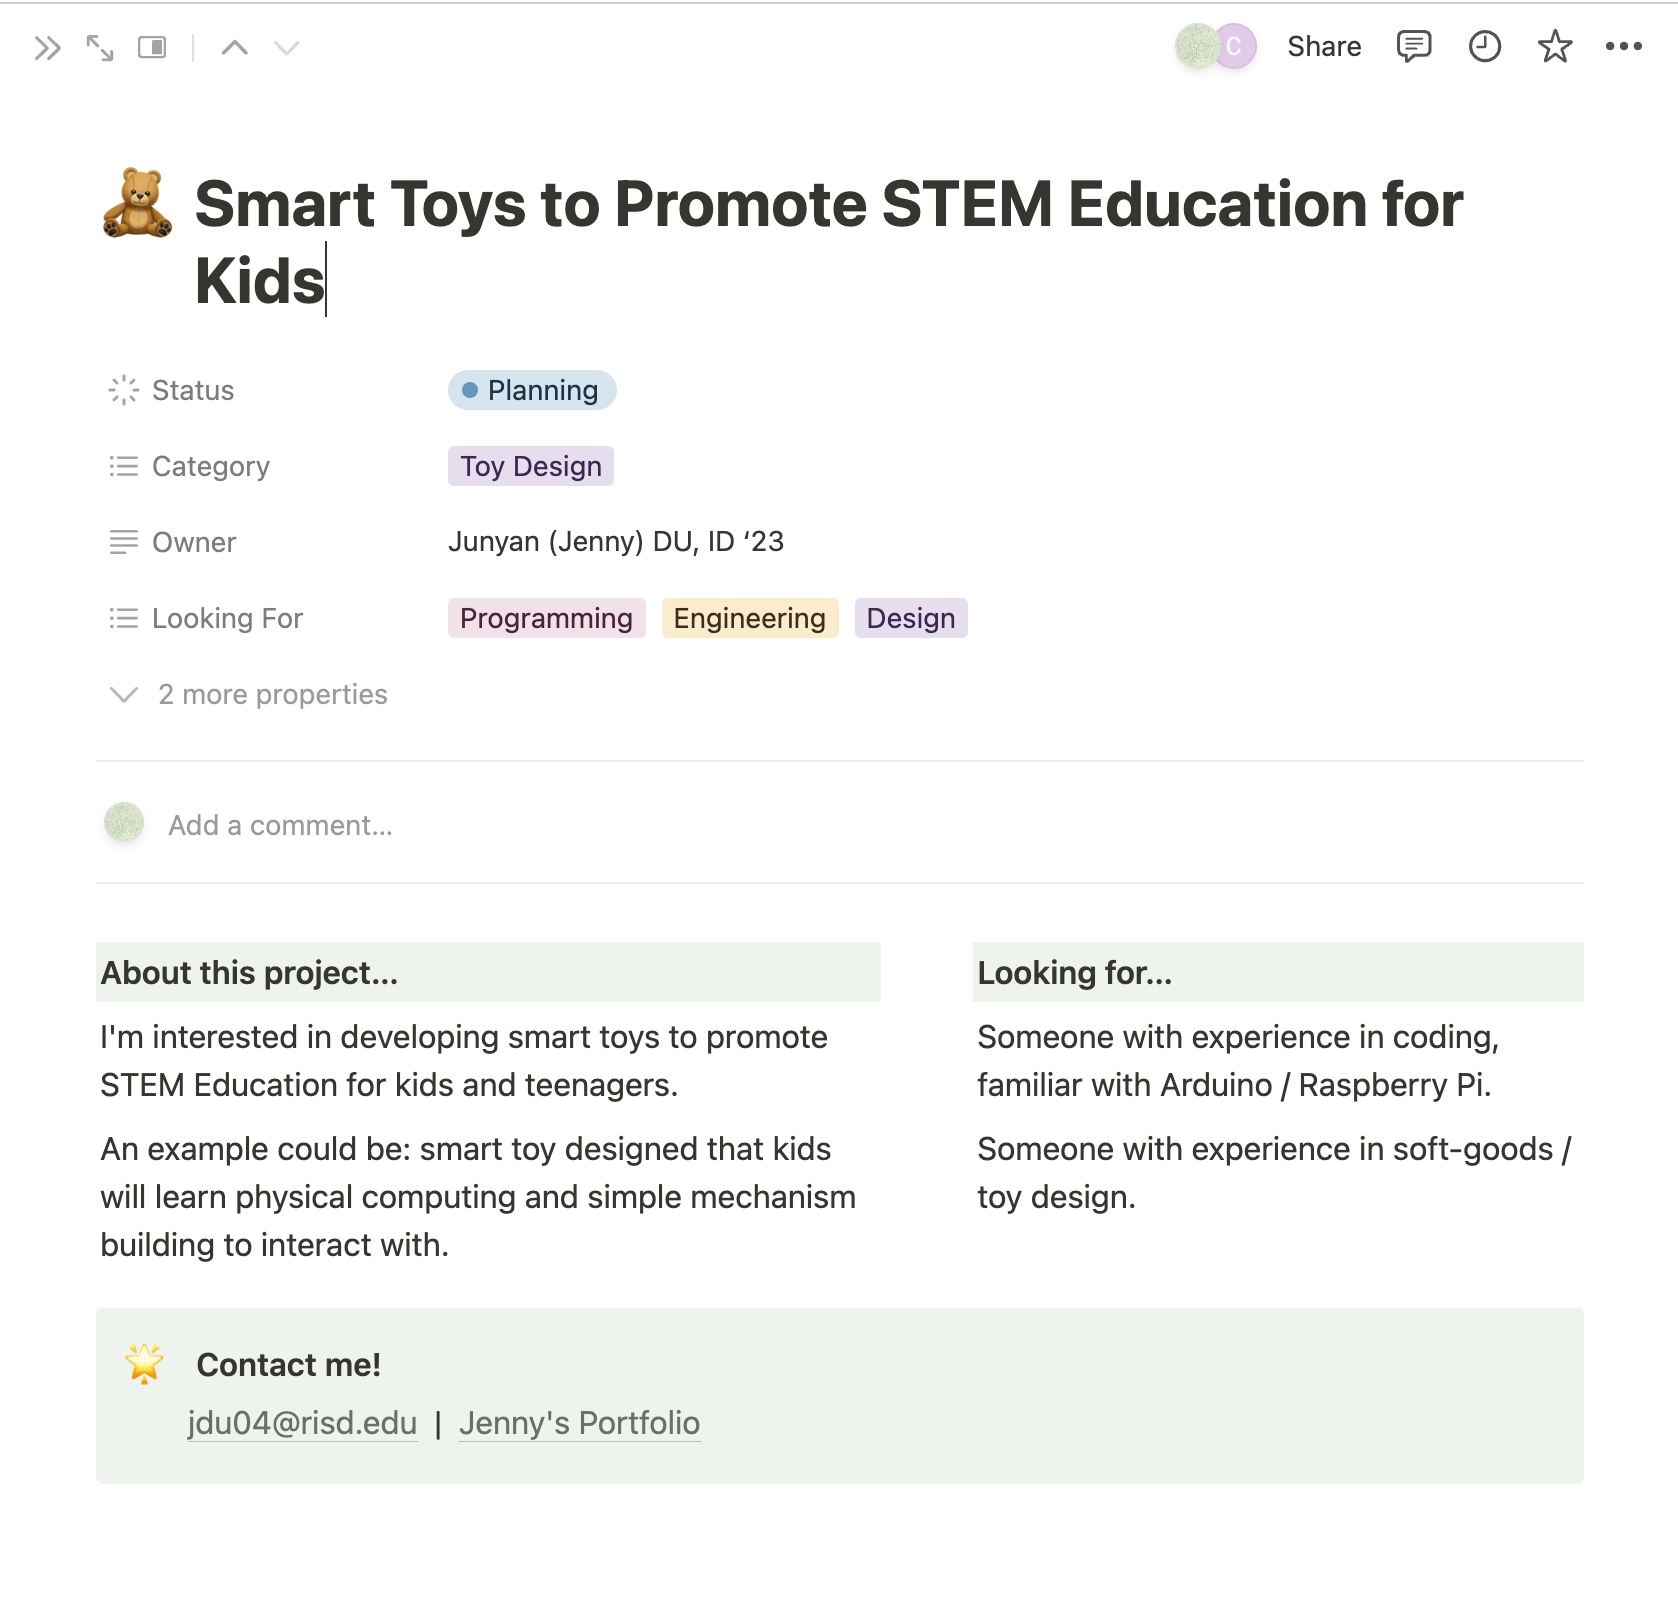 C
Share
Smart Toys to Promote STEM Education for
Kids
Status
Planning
Category
Toy Design
Owner
Junyan (Jenny) DU, ID ‘23
Looking For
Programming Engineering Design
2 more properties
Add a comment...
About this project...
I'm interested in developing smart toys to promote
STEM Education for kids and teenagers.
An example could be: smart toy designed that kids
will learn physical computing and simple mechanism
building to interact with.
Looking for...
Someone with experience in coding,
familiar with Arduino / Raspberry Pi.
Someone with experience in soft-goods /
toy design.
Contact me!
jdu04@risd.edu | Jenny's Portfolio